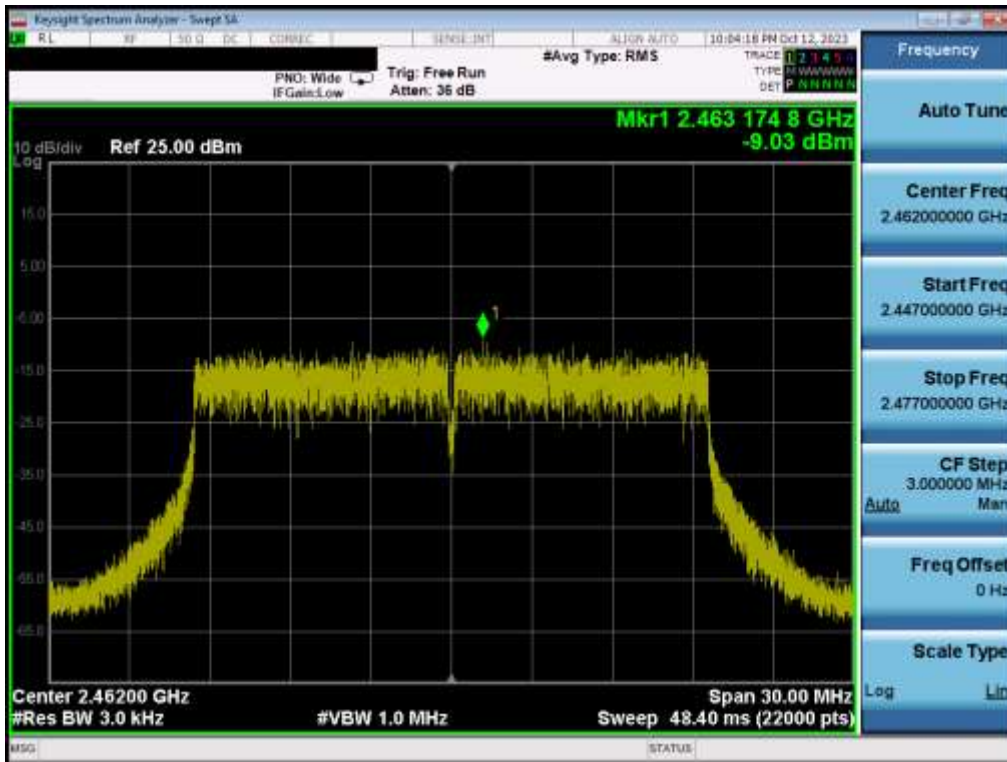 Keysight Spectrum Analyzer - Swept SA
RL RF 50 Ω DC CORREC SENSE:INT ALIGN AUTO 10:04:18 PM Oct 12, 2023
#Avg Type: RMS
TRACE 1 2 3 4 5 6
PNO: Wide Trig: Free Run
TYPE M WWWWW
IFGain:Low Atten: 36 dB
DET P N N N N N
Mkr1 2.463 174 8 GHz
-9.03 dBm
10 dB/div Ref 25.00 dBm
Log
15.0
5.00
-5.00
1
-15.0
-25.0
-35.0
-45.0
-55.0
-65.0
Center 2.46200 GHz Span 30.00 MHz
#Res BW 3.0 kHz #VBW 1.0 MHz Sweep 48.40 ms (22000 pts)
MSG STATUS
Frequency
Auto Tune
Center Freq
2.462000000 GHz
Start Freq
2.447000000 GHz
Stop Freq
2.477000000 GHz
CF Step
3.000000 MHz
Auto Man
Freq Offset
0 Hz
Scale Type
Log Lin